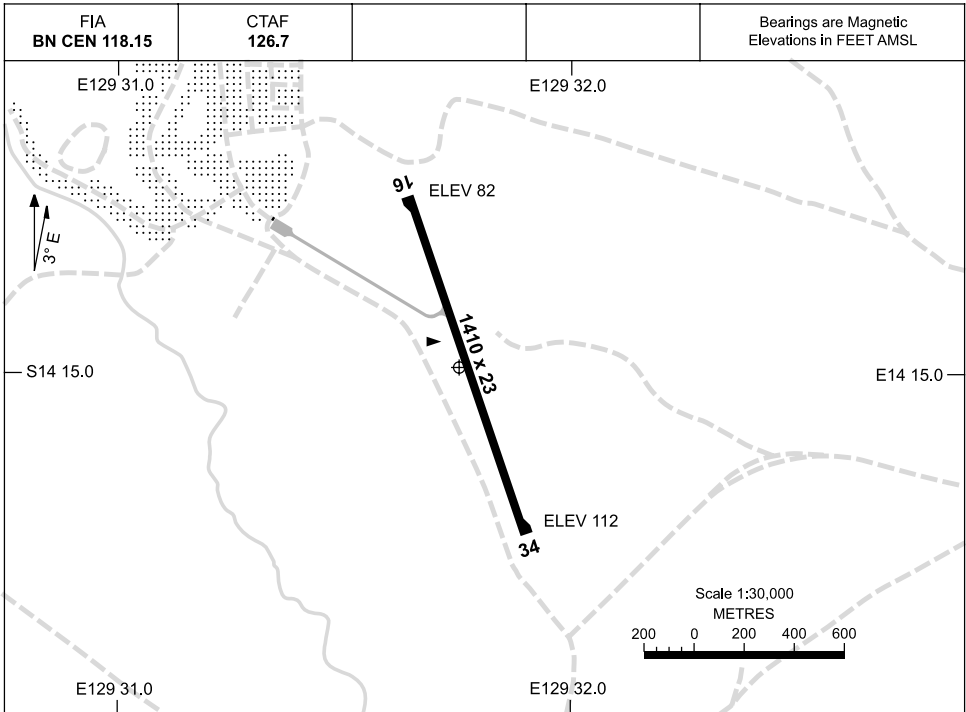 FIA
BN CEN 118.15
CTAF
126.7
Bearings are Magnetic
Elevations in FEET AMSL
E129 31.0
E129 32.0
16
ELEV 82
3° E
1410 x 23
S14 15.0
E14 15.0
ELEV 112
34
Scale 1:30,000
METRES
200 0 200 400 600
E129 31.0
E129 32.0